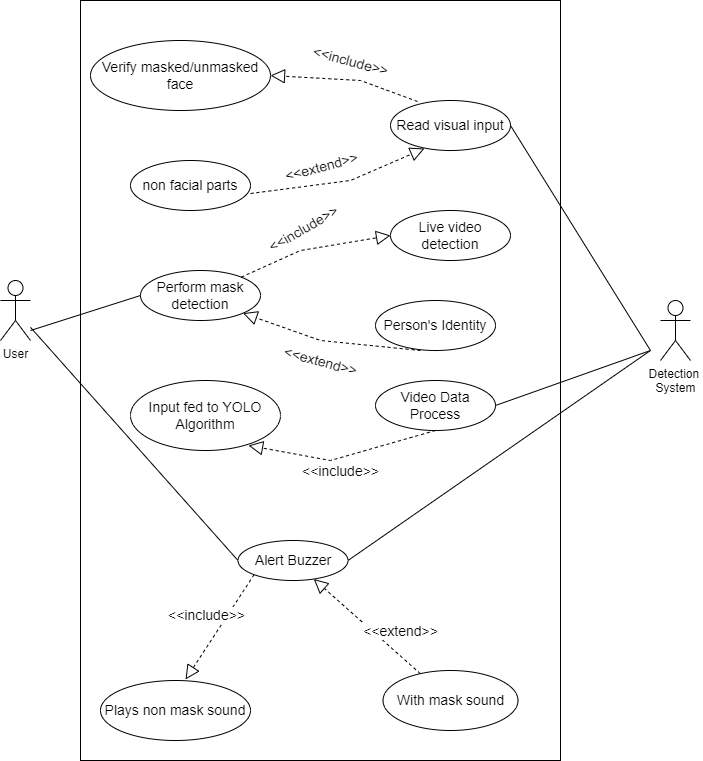 <<include>>
Verify masked/unmasked
face
Read visual input
<<extend>>
non facial parts
<<include>>
Live video
detection
Perform mask
detection
Person's Identity
<<extend>>
User
Detection
System
Input fed to YOLO
Algorithm
Video Data
Process
<<include>>
Alert Buzzer
<<include>>
<<extend>>
Plays non mask sound
With mask sound